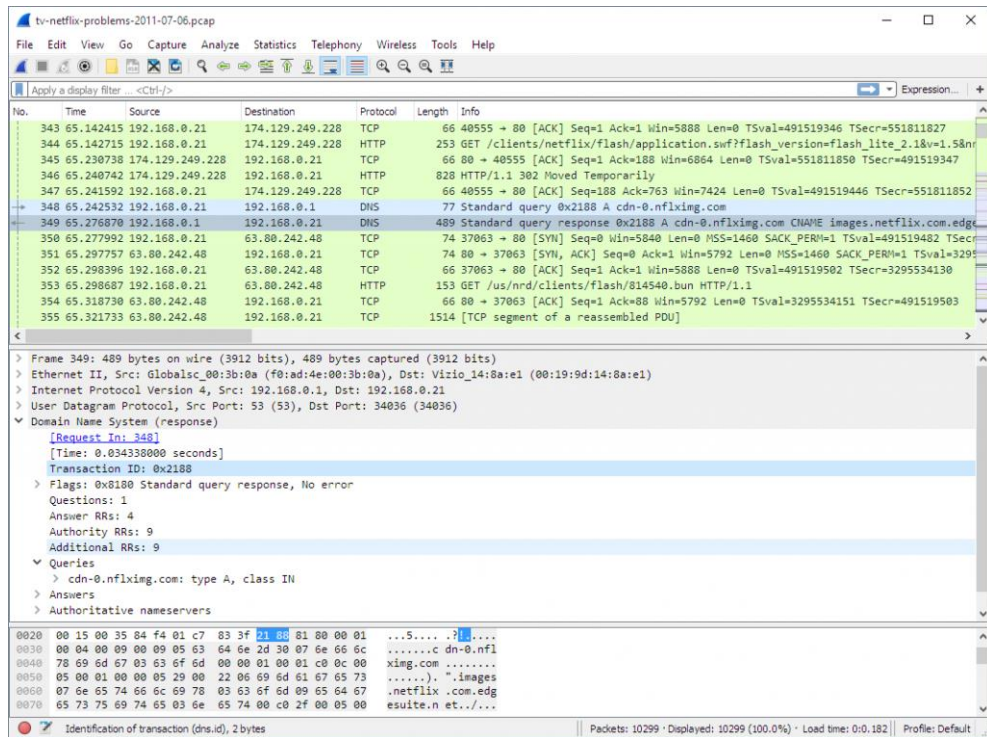 tv-netflix-problems-2011-07-06.pcap
File Edit View Go Capture Analyze Statistics Telephony Wireless Tools Help
Apply a display filter ... <Ctrl-/> Expression... +
No. Time Source Destination Protocol Length Info
343 65.142415 192.168.0.21 174.129.249.228 TCP 66 40555 → 80 [ACK] Seq=1 Ack=1 Win=5888 Len=0 TSval=491519346 TSecr=551811827
344 65.142715 192.168.0.21 174.129.249.228 HTTP 253 GET /clients/netflix/flash/application.swf?flash_version=flash_lite_2.1&v=1.5&nr
345 65.230738 174.129.249.228 192.168.0.21 TCP 66 80 → 40555 [ACK] Seq=1 Ack=188 Win=6864 Len=0 TSval=551811850 TSecr=491519347
346 65.240742 174.129.249.228 192.168.0.21 HTTP 828 HTTP/1.1 302 Moved Temporarily
347 65.241592 192.168.0.21 174.129.249.228 TCP 66 40555 → 80 [ACK] Seq=188 Ack=763 Win=7424 Len=0 TSval=491519446 TSecr=551811852
348 65.242532 192.168.0.21 192.168.0.1 DNS 77 Standard query 0x2188 A cdn-0.nflximg.com
349 65.276870 192.168.0.1 192.168.0.21 DNS 489 Standard query response 0x2188 A cdn-0.nflximg.com CNAME images.netflix.com.edge
350 65.277992 192.168.0.21 63.80.242.48 TCP 74 37063 → 80 [SYN] Seq=0 Win=5840 Len=0 MSS=1460 SACK_PERM=1 TSval=491519482 TSecr
351 65.297757 63.80.242.48 192.168.0.21 TCP 74 80 → 37063 [SYN, ACK] Seq=0 Ack=1 Win=5792 Len=0 MSS=1460 SACK_PERM=1 TSval=3295
352 65.298396 192.168.0.21 63.80.242.48 TCP 66 37063 → 80 [ACK] Seq=1 Ack=1 Win=5888 Len=0 TSval=491519502 TSecr=3295534130
353 65.298687 192.168.0.21 63.80.242.48 HTTP 153 GET /us/nrd/clients/flash/814540.bun HTTP/1.1
354 65.318730 63.80.242.48 192.168.0.21 TCP 66 80 → 37063 [ACK] Seq=1 Ack=88 Win=5792 Len=0 TSval=3295534151 TSecr=491519503
355 65.321733 63.80.242.48 192.168.0.21 TCP 1514 [TCP segment of a reassembled PDU]
> Frame 349: 489 bytes on wire (3912 bits), 489 bytes captured (3912 bits)
> Ethernet II, Src: Globalsc_00:3b:0a (f0:ad:4e:00:3b:0a), Dst: Vizio_14:8a:e1 (00:19:9d:14:8a:e1)
> Internet Protocol Version 4, Src: 192.168.0.1, Dst: 192.168.0.21
> User Datagram Protocol, Src Port: 53 (53), Dst Port: 34036 (34036)
Domain Name System (response)
[Request In: 348]
[Time: 0.034338000 seconds]
Transaction ID: 0x2188
> Flags: 0x8180 Standard query response, No error
Questions: 1
Answer RRs: 4
Authority RRs: 9
Additional RRs: 9
Queries
> cdn-0.nflximg.com: type A, class IN
> Answers
> Authoritative nameservers
0020 00 15 00 35 84 f4 01 c7 83 3f 21 88 81 80 00 01 ...5.... .?!.....
0030 00 04 00 09 00 09 05 63 64 6e 2d 30 07 6e 66 6c .......c dn-0.nfl
0040 78 69 6d 67 03 63 6f 6d 00 00 01 00 01 c0 0c 00 ximg.com ........
0050 05 00 01 00 00 05 29 00 22 06 69 6d 61 67 65 73 ......). ".images
0060 07 6e 65 74 66 6c 69 78 03 63 6f 6d 09 65 64 67 .netflix .com.edg
0070 65 73 75 69 74 65 03 6e 65 74 00 c0 2f 00 05 00 esuite.n et../...
Identification of transaction (dns.id), 2 bytes Packets: 10299 · Displayed: 10299 (100.0%) · Load time: 0:0.182 Profile: Default